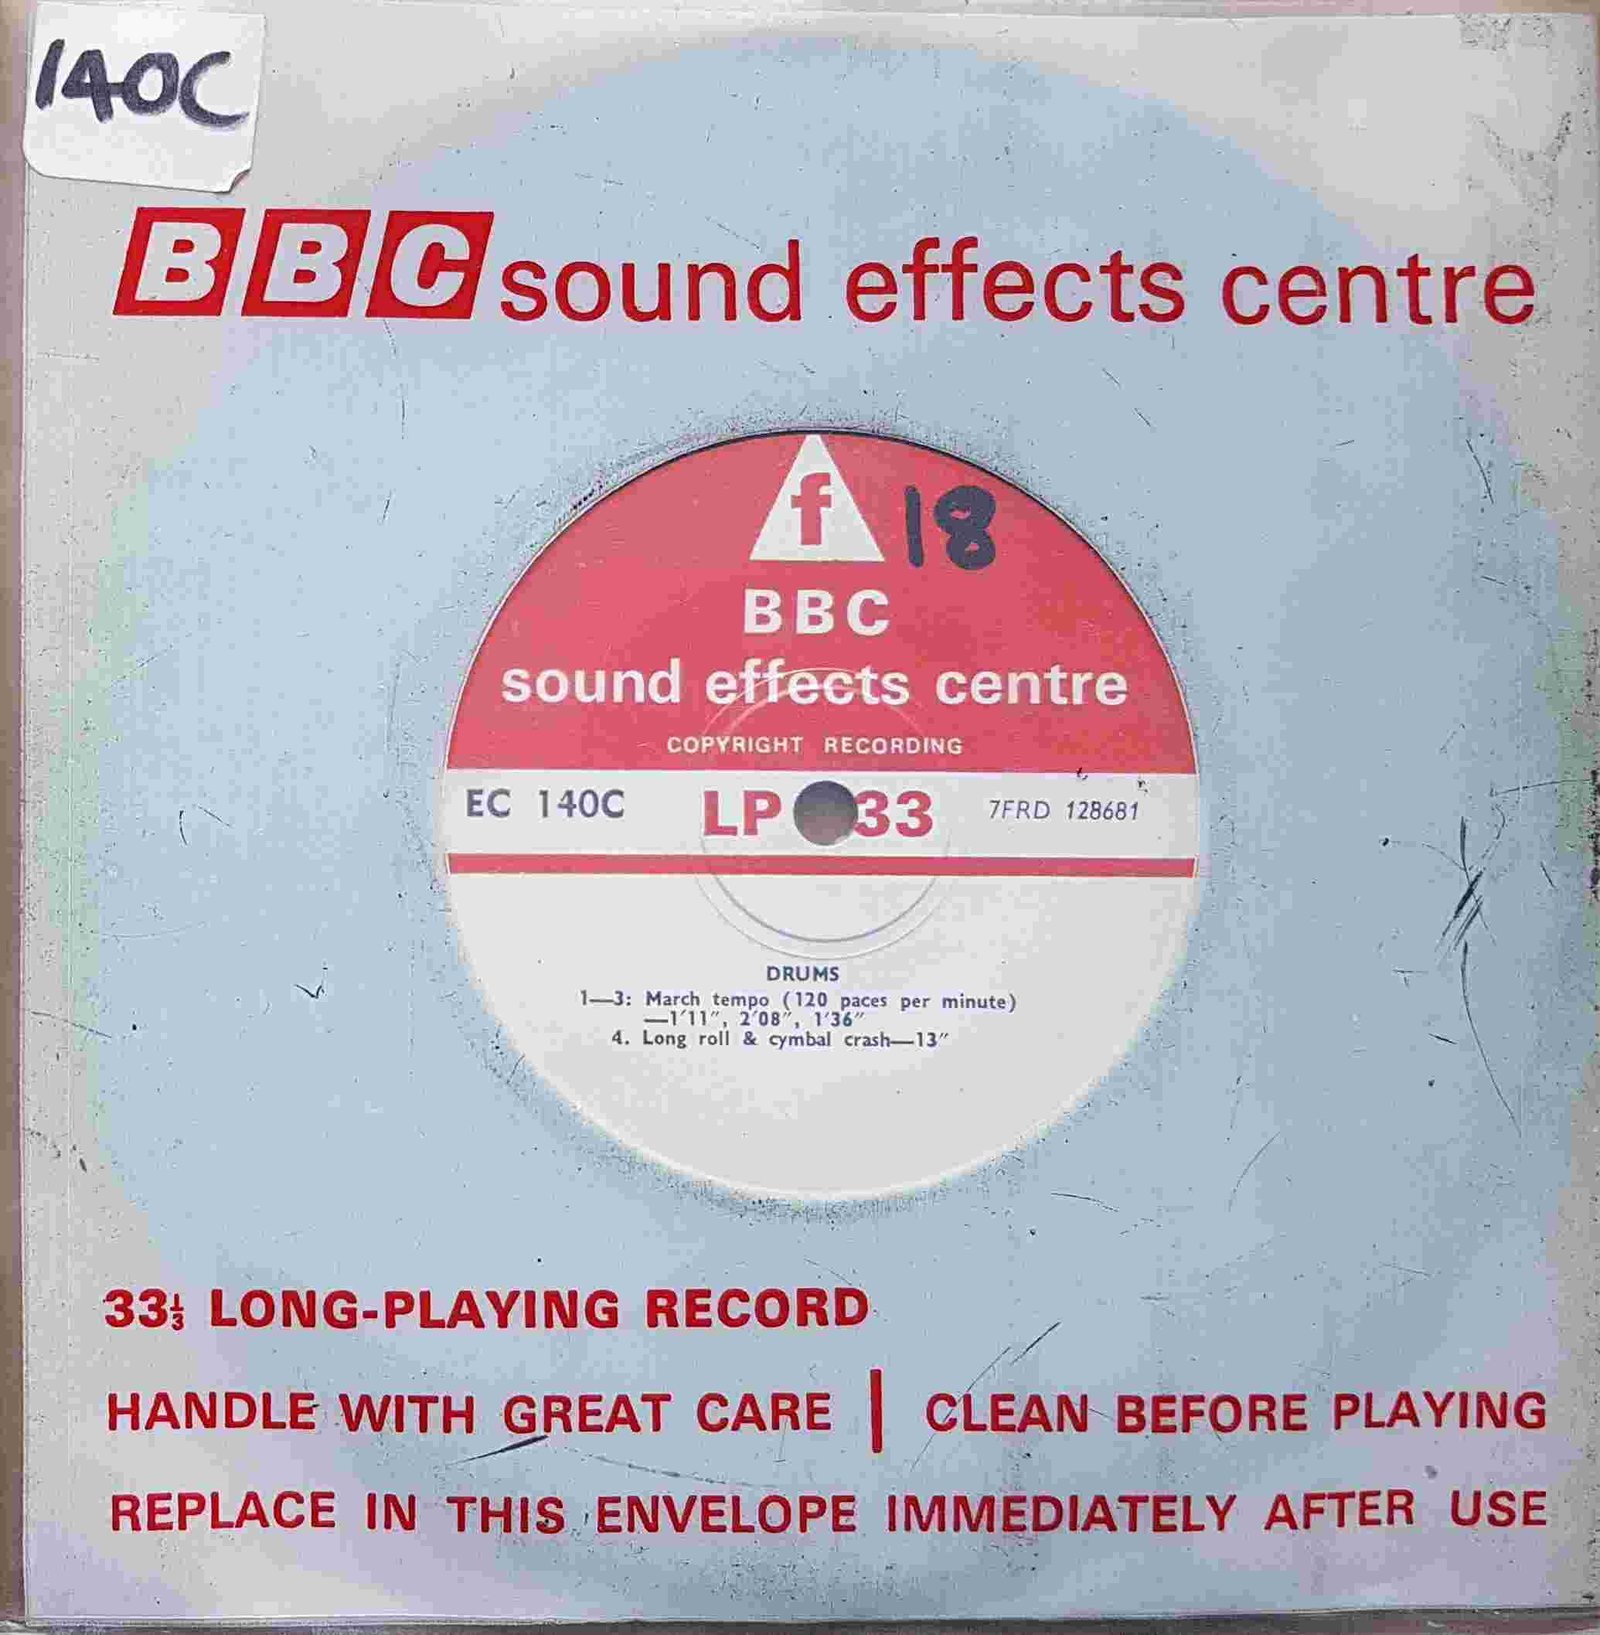 140C
BBC sound effects centre
f 18
BBC
sound effects centre
COPYRIGHT RECORDING
EC 140C LP 33 7FRD 128681
DRUMS
1—3: March tempo (120 paces per minute)
—1'11", 2'08", 1'36"
4. Long roll & cymbal crash—13"
33⅓ LONG-PLAYING RECORD
HANDLE WITH GREAT CARE | CLEAN BEFORE PLAYING
REPLACE IN THIS ENVELOPE IMMEDIATELY AFTER USE